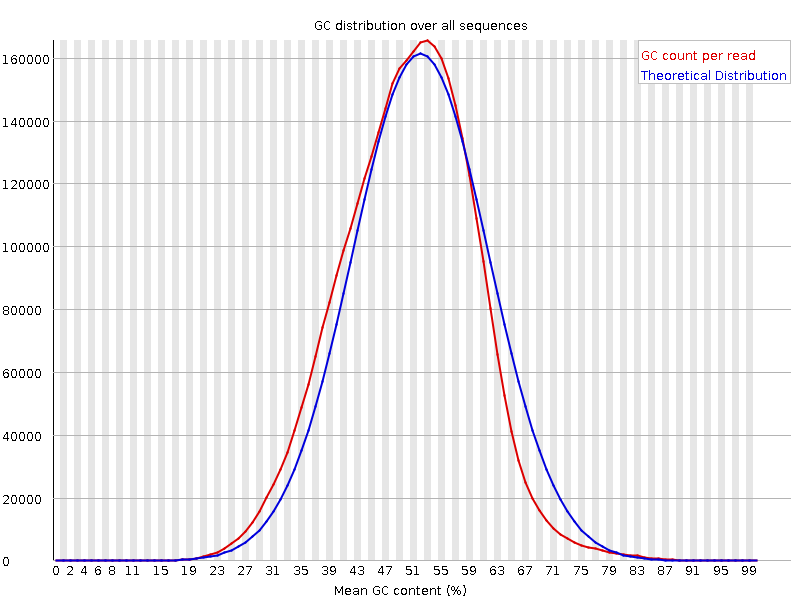 GC distribution over all sequences
GC count per read
Theoretical Distribution
160000
140000
120000
100000
80000
60000
40000
20000
0
0 2 4 6 8 11 15 19 23 27 31 35 39 43 47 51 55 59 63 67 71 75 79 83 87 91 95 99
Mean GC content (%)